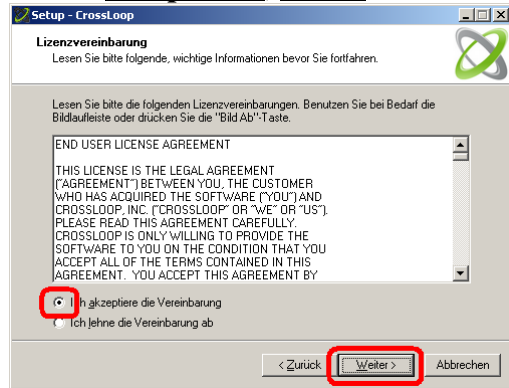 Setup - CrossLoop
Lizenzvereinbarung
Lesen Sie bitte folgende, wichtige Informationen bevor Sie fortfahren.
Lesen Sie bitte die folgenden Lizenzvereinbarungen. Benutzen Sie bei Bedarf die
Bildlaufleiste oder drücken Sie die "Bild Ab"-Taste.
END USER LICENSE AGREEMENT
THIS LICENSE IS THE LEGAL AGREEMENT
("AGREEMENT") BETWEEN YOU, THE CUSTOMER
WHO HAS ACQUIRED THE SOFTWARE ("YOU") AND
CROSSLOOP, INC. ("CROSSLOOP" OR "WE" OR "US").
PLEASE READ THIS AGREEMENT CAREFULLY.
CROSSLOOP IS ONLY WILLING TO PROVIDE THE
SOFTWARE TO YOU ON THE CONDITION THAT YOU
ACCEPT ALL OF THE TERMS CONTAINED IN THIS
AGREEMENT. YOU ACCEPT THIS AGREEMENT BY
Ich akzeptiere die Vereinbarung
Ich lehne die Vereinbarung ab
< Zurück
Weiter >
Abbrechen